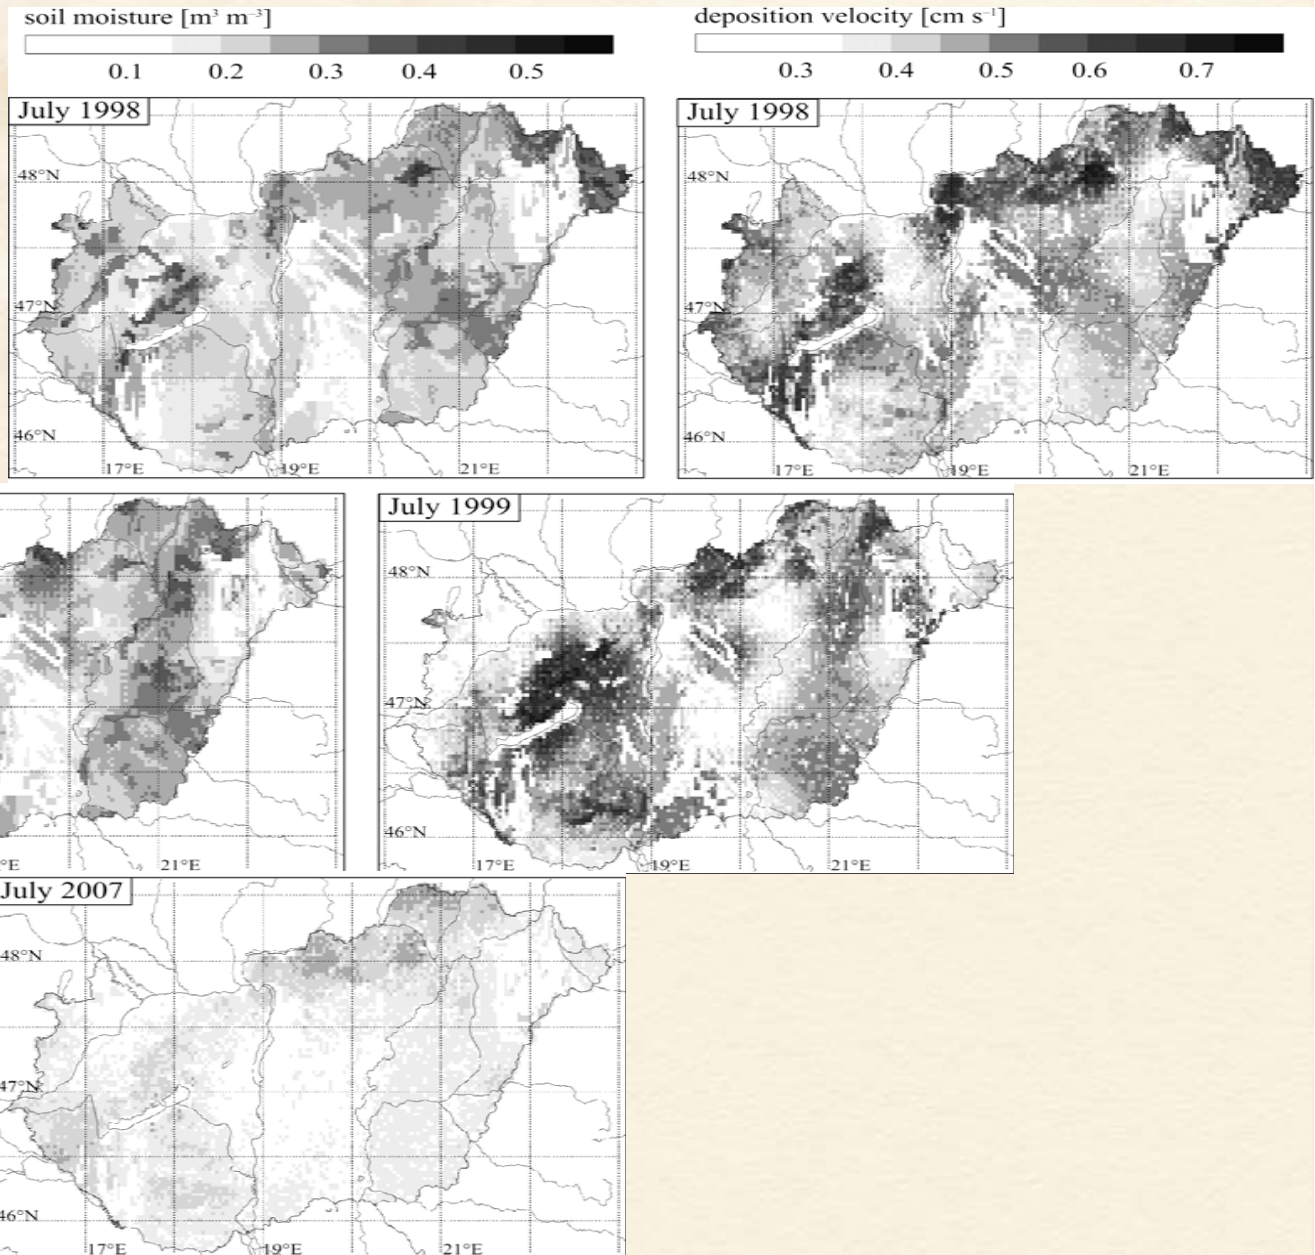 soil moisture [m³ m⁻³]
0.1 0.2 0.3 0.4 0.5
deposition velocity [cm s⁻¹]
0.3 0.4 0.5 0.6 0.7
July 1998
48°N
47°N
46°N
17°E 19°E 21°E
July 1998
48°N
47°N
46°N
17°E 19°E 21°E
°E 21°E
July 1999
48°N
47°N
46°N
17°E 19°E 21°E
July 2007
48°N
47°N
46°N
17°E 19°E 21°E